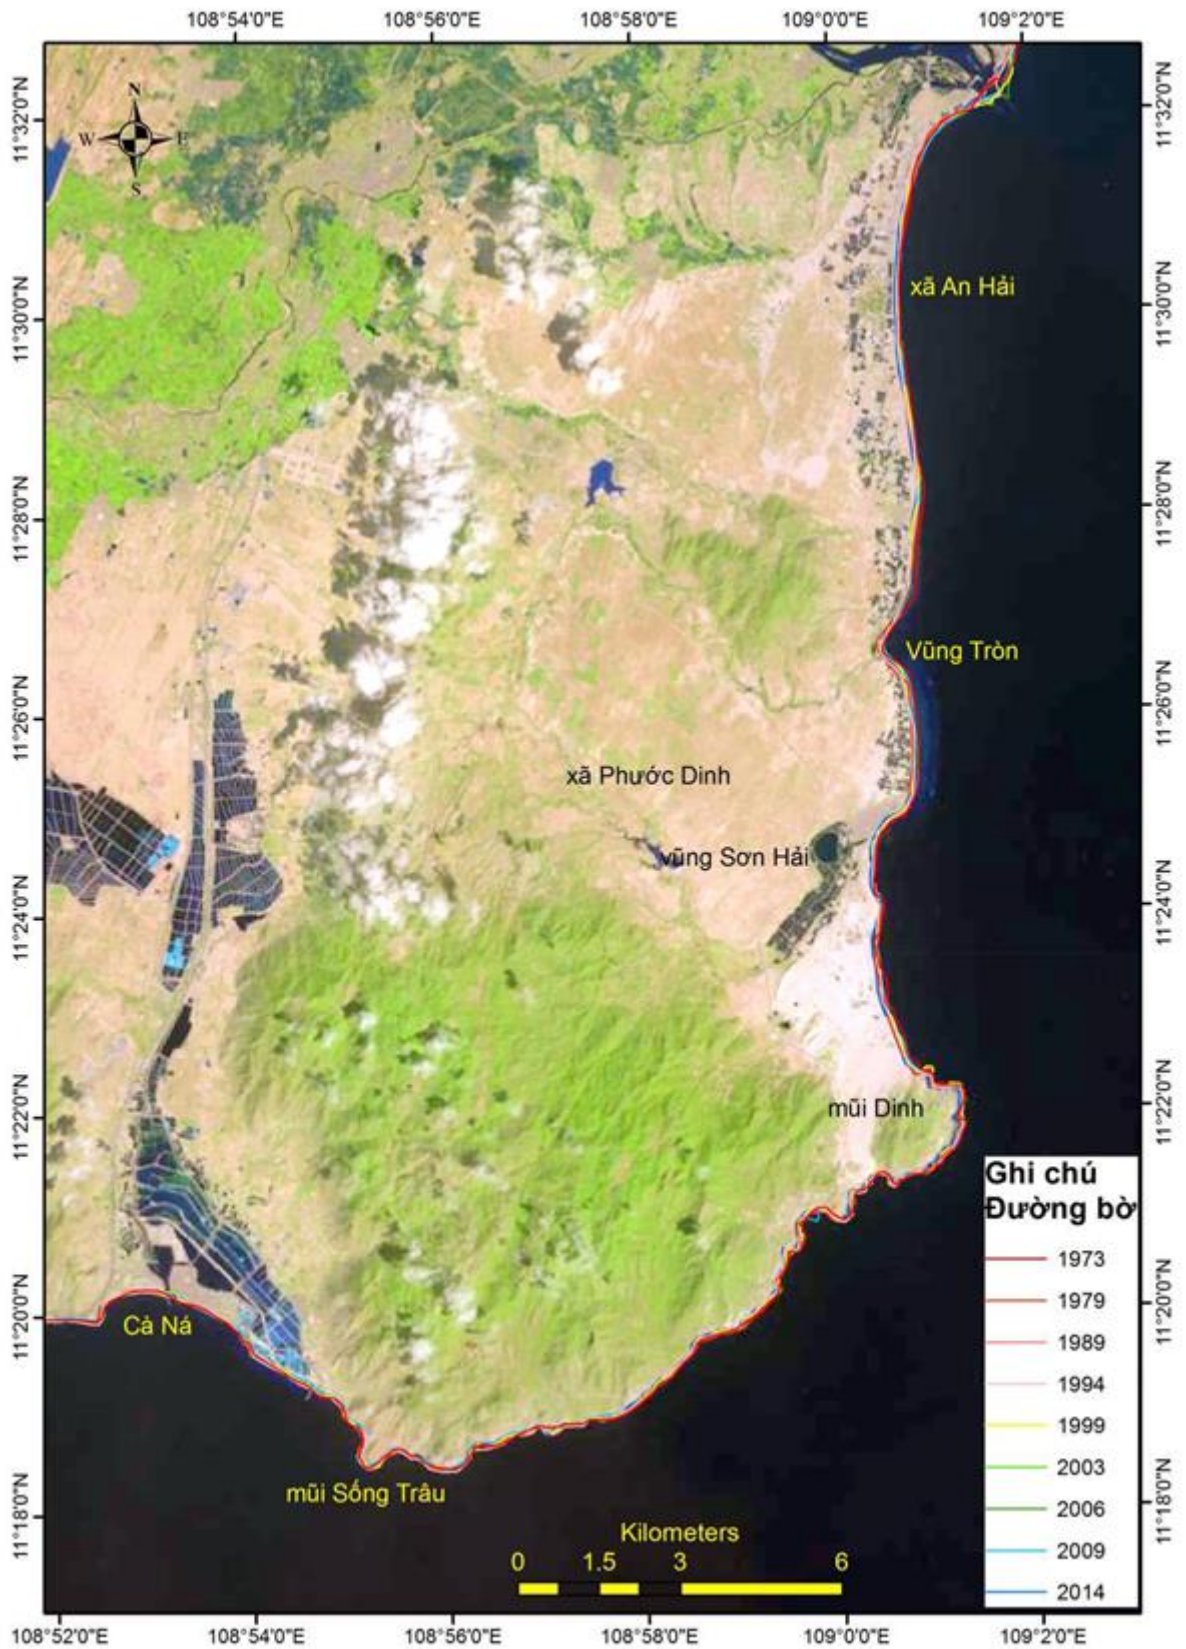 108°54'0"E 108°56'0"E 108°58'0"E 109°0'0"E 109°2'0"E
N
W E
S
11°32'0"N 11°32'0"N
xã An Hải
11°30'0"N 11°30'0"N
11°28'0"N 11°28'0"N
Vũng Tròn
11°26'0"N 11°26'0"N
xã Phước Dinh
vũng Sơn Hải
11°24'0"N 11°24'0"N
mũi Dinh
11°22'0"N 11°22'0"N
Ghi chú
Đường bờ
1973
1979
1989
1994
1999
2003
2006
2009
2014
11°20'0"N 11°20'0"N
Cà Ná
mũi Sống Trâu
11°18'0"N 11°18'0"N
Kilometers
0 1.5 3 6
108°52'0"E 108°54'0"E 108°56'0"E 108°58'0"E 109°0'0"E 109°2'0"E